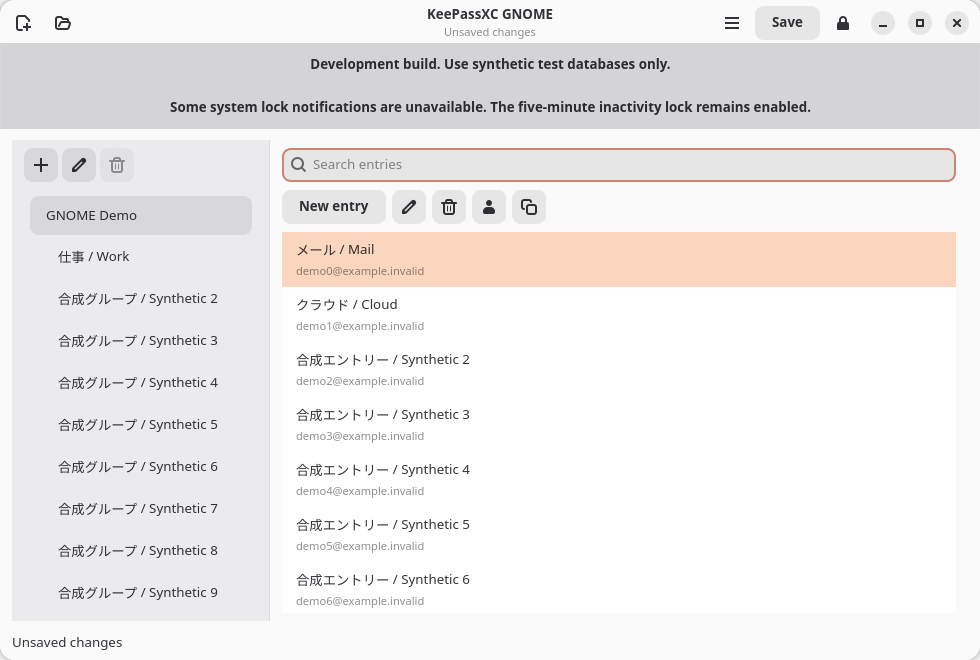 KeePassXC GNOME
Unsaved changes
Save
Development build. Use synthetic test databases only.
Some system lock notifications are unavailable. The five-minute inactivity lock remains enabled.
GNOME Demo
仕事 / Work
合成グループ / Synthetic 2
合成グループ / Synthetic 3
合成グループ / Synthetic 4
合成グループ / Synthetic 5
合成グループ / Synthetic 6
合成グループ / Synthetic 7
合成グループ / Synthetic 8
合成グループ / Synthetic 9
Search entries
New entry
メール / Mail
demo0@example.invalid
クラウド / Cloud
demo1@example.invalid
合成エントリー / Synthetic 2
demo2@example.invalid
合成エントリー / Synthetic 3
demo3@example.invalid
合成エントリー / Synthetic 4
demo4@example.invalid
合成エントリー / Synthetic 5
demo5@example.invalid
合成エントリー / Synthetic 6
demo6@example.invalid
Unsaved changes